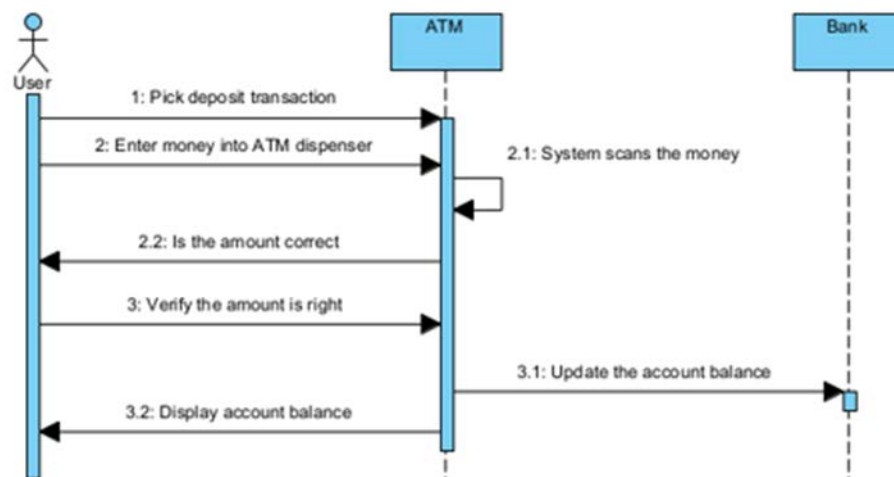 ATM
Bank
User
1: Pick deposit transaction
2: Enter money into ATM dispenser
2.1: System scans the money
2.2: Is the amount correct
3: Verify the amount is right
3.1: Update the account balance
3.2: Display account balance